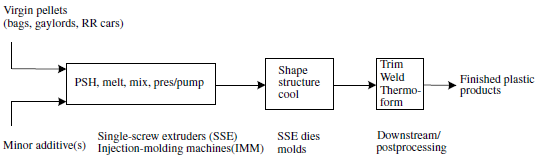 Virgin pellets
(bags, gaylords, RR cars)
PSH, melt, mix, pres/pump
Shape
structure
cool
Trim
Weld
Thermo-
form
Finished plastic
products
Minor additive(s)
Single-screw extruders (SSE)
Injection-molding machines(IMM)
SSE dies
molds
Downstream/
postprocessing